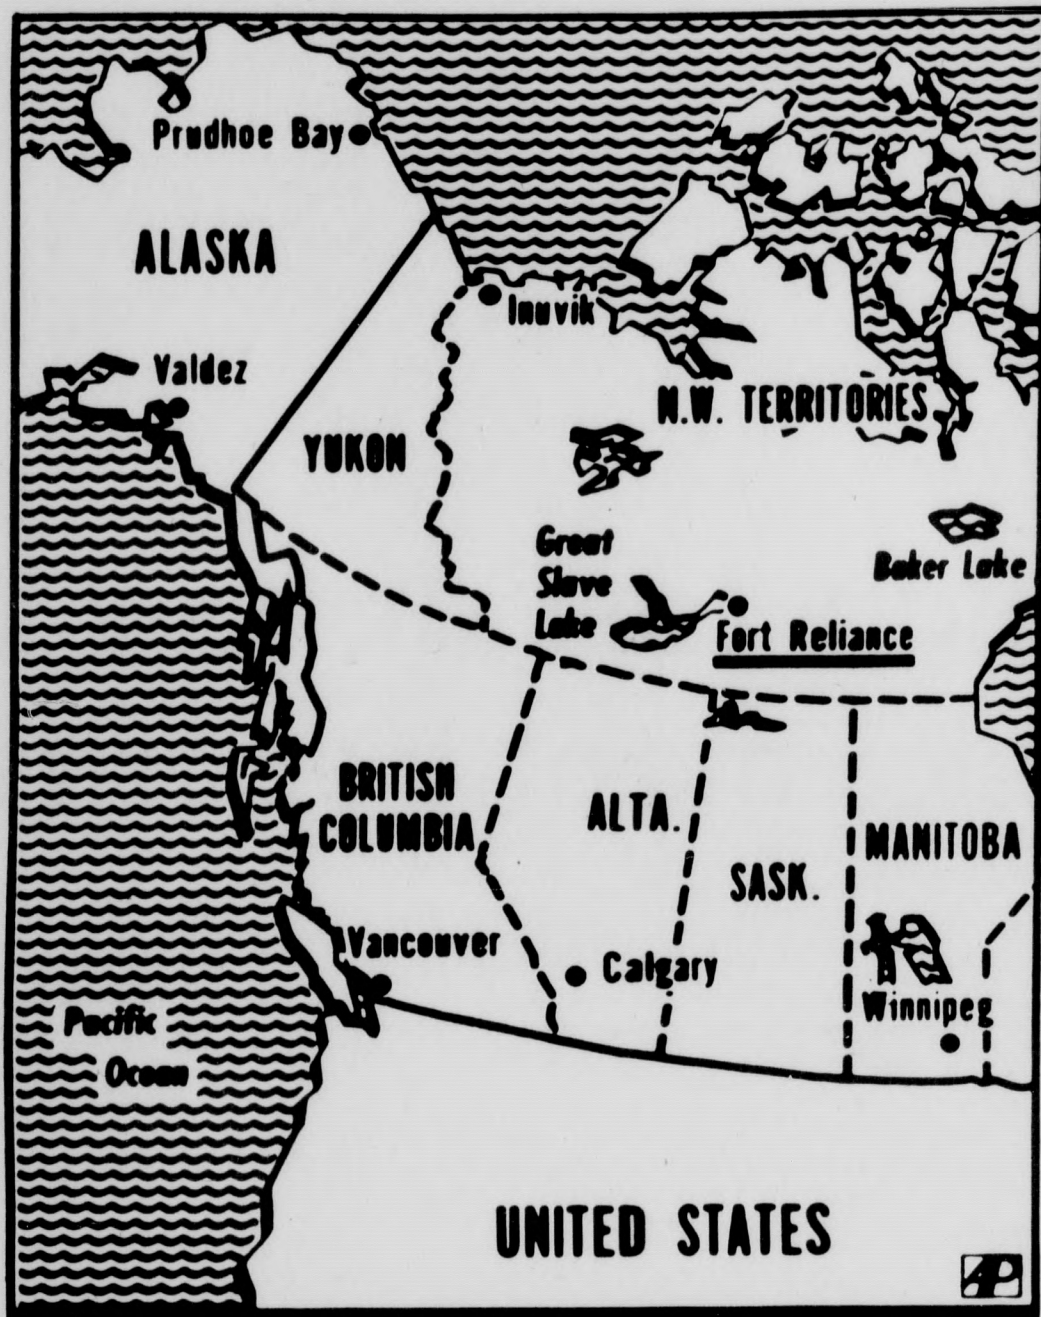 Prudhoe Bay
ALASKA
Inuvik
Valdez
N.W. TERRITORIES
YUKON
Great
Slave
Lake
Baker Lake
Fort Reliance
BRITISH
COLUMBIA
ALTA.
MANITOBA
SASK.
Vancouver
Calgary
Winnipeg
Pacific
Ocean
UNITED STATES
AP